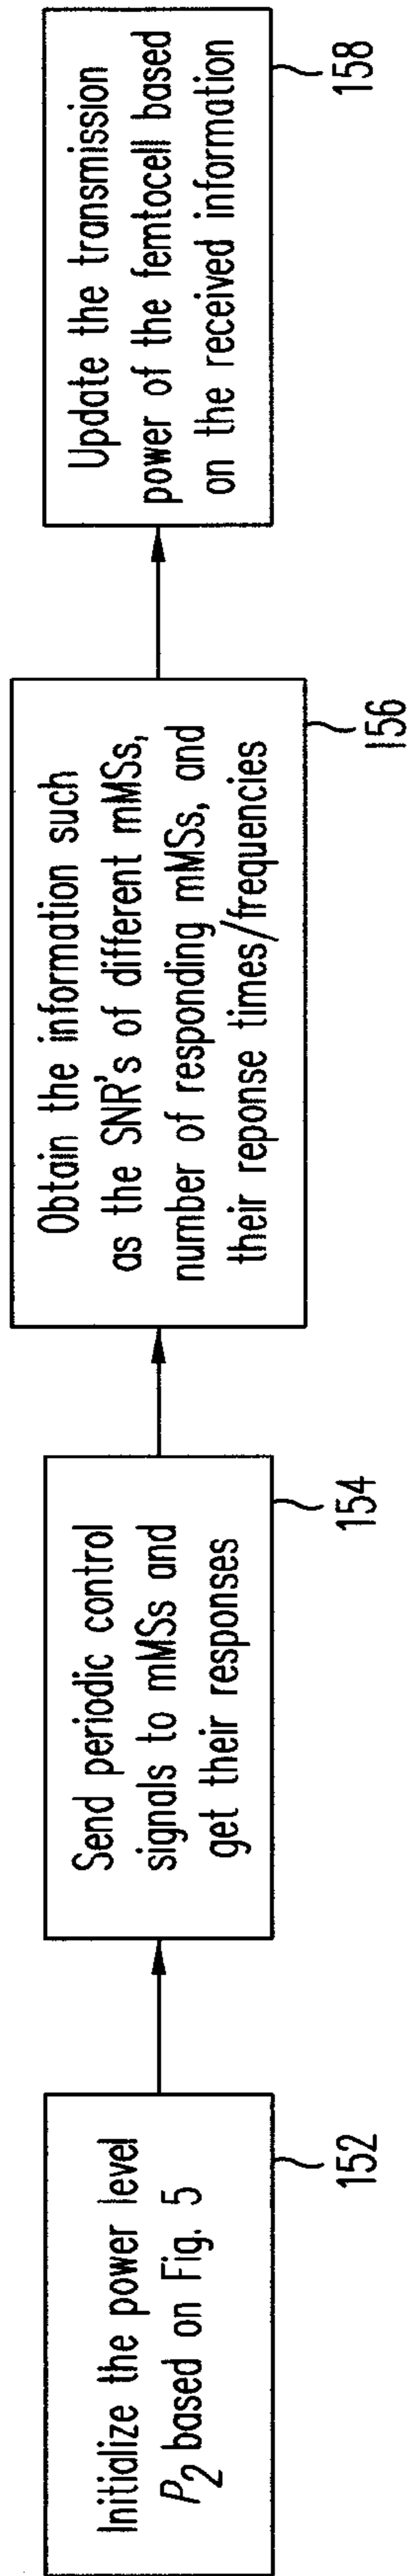 Initialize the power level
P2 based on Fig. 5
152
Send periodic control
signals to mMSs and
get their responses
154
Obtain the information such
as the SNR's of different mMSs,
number of responding mMSs, and
their reponse times/frequencies
156
Update the transmission
power of the femtocell based
on the received information
158